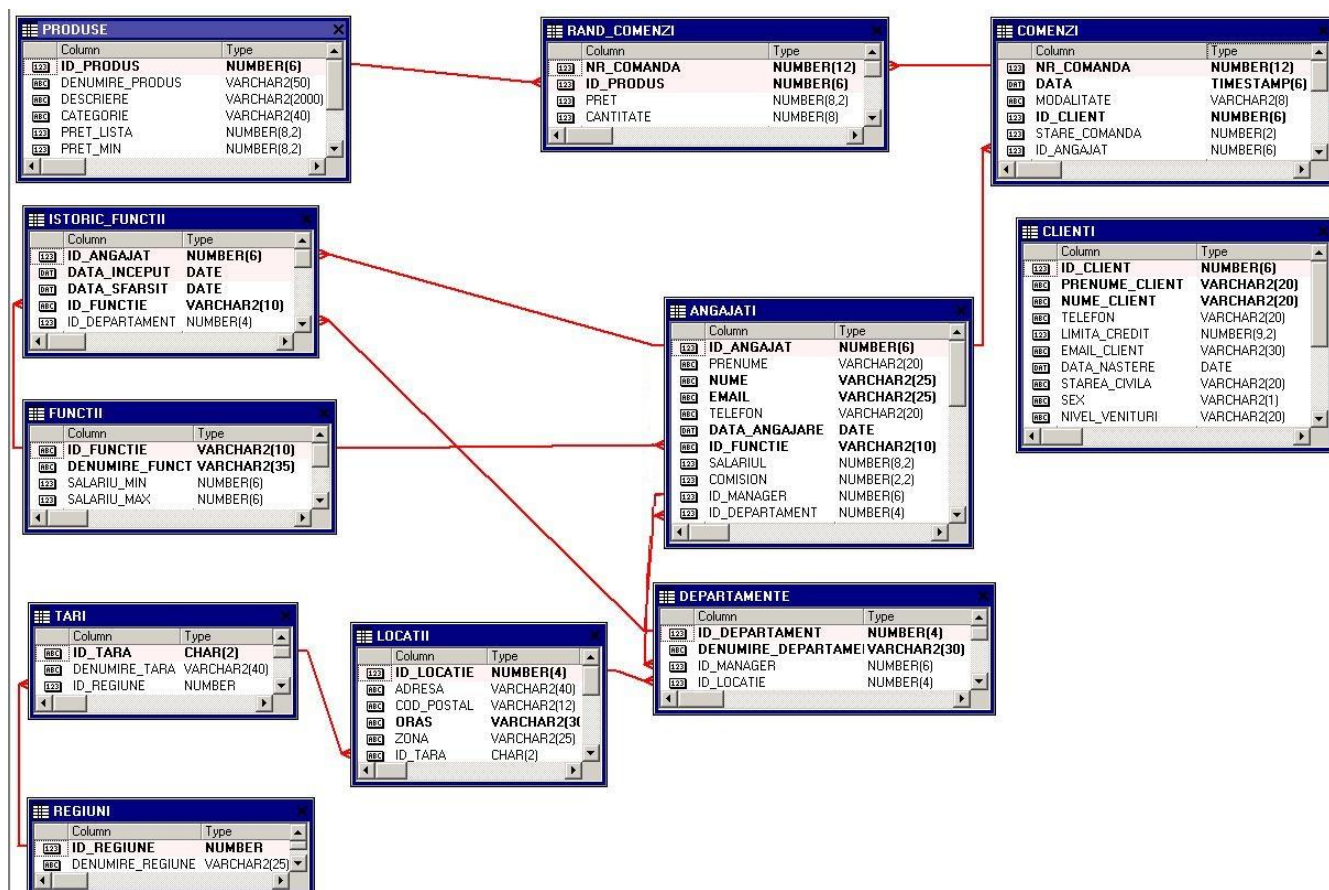 PRODUSE
Column Type
ID_PRODUS NUMBER(6)
DENUMIRE_PRODUS VARCHAR2(50)
DESCRIERE VARCHAR2(2000)
CATEGORIE VARCHAR2(40)
PRET_LISTA NUMBER(8,2)
PRET_MIN NUMBER(8,2)
RAND_COMENZI
Column Type
NR_COMANDA NUMBER(12)
ID_PRODUS NUMBER(6)
PRET NUMBER(8,2)
CANTITATE NUMBER(8)
COMENZI
Column Type
NR_COMANDA NUMBER(12)
DATA TIMESTAMP(6)
MODALITATE VARCHAR2(8)
ID_CLIENT NUMBER(6)
STARE_COMANDA NUMBER(2)
ID_ANGAJAT NUMBER(6)
ISTORIC_FUNCTII
Column Type
ID_ANGAJAT NUMBER(6)
DATA_INCEPUT DATE
DATA_SFARSIT DATE
ID_FUNCTIE VARCHAR2(10)
ID_DEPARTAMENT NUMBER(4)
CLIENTI
Column Type
ID_CLIENT NUMBER(6)
PRENUME_CLIENT VARCHAR2(20)
NUME_CLIENT VARCHAR2(20)
TELEFON VARCHAR2(20)
LIMITA_CREDIT NUMBER(9,2)
EMAIL_CLIENT VARCHAR2(30)
DATA_NASTERE DATE
STAREA_CIVILA VARCHAR2(20)
SEX VARCHAR2(1)
NIVEL_VENITURI VARCHAR2(20)
ANGAJATI
Column Type
ID_ANGAJAT NUMBER(6)
PRENUME VARCHAR2(20)
NUME VARCHAR2(25)
EMAIL VARCHAR2(25)
TELEFON VARCHAR2(20)
DATA_ANGAJARE DATE
ID_FUNCTIE VARCHAR2(10)
SALARIUL NUMBER(8,2)
COMISION NUMBER(2,2)
ID_MANAGER NUMBER(6)
ID_DEPARTAMENT NUMBER(4)
FUNCTII
Column Type
ID_FUNCTIE VARCHAR2(10)
DENUMIRE_FUNCT VARCHAR2(35)
SALARIU_MIN NUMBER(6)
SALARIU_MAX NUMBER(6)
DEPARTAMENTE
Column Type
ID_DEPARTAMENT NUMBER(4)
DENUMIRE_DEPARTAMEI VARCHAR2(30)
ID_MANAGER NUMBER(6)
ID_LOCATIE NUMBER(4)
TARI
Column Type
ID_TARA CHAR(2)
DENUMIRE_TARA VARCHAR2(40)
ID_REGIUNE NUMBER
LOCATII
Column Type
ID_LOCATIE NUMBER(4)
ADRESA VARCHAR2(40)
COD_POSTAL VARCHAR2(12)
ORAS VARCHAR2(3(
ZONA VARCHAR2(25)
ID_TARA CHAR(2)
REGIUNI
Column Type
ID_REGIUNE NUMBER
DENUMIRE_REGIUNE VARCHAR2(25)